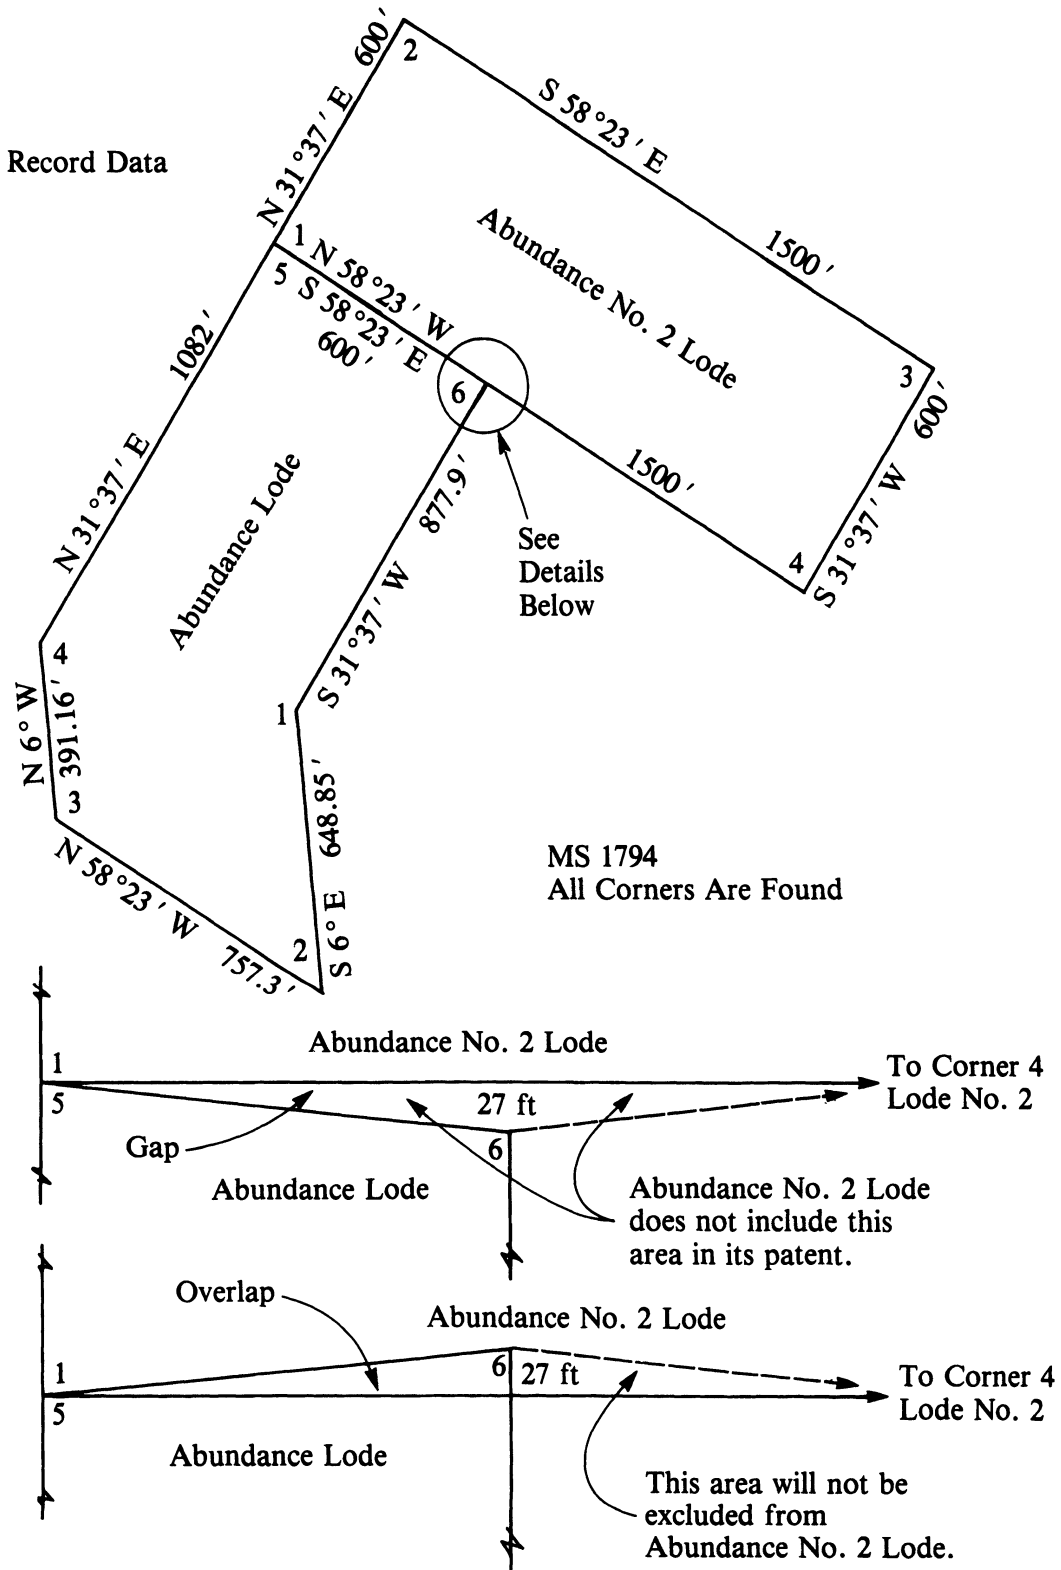 Record Data
N 31°37' E 600'
2
S 58°23' E
1500'
Abundance No. 2 Lode
1
N 58°23' W
5
S 58°23' E
600'
6
3
600'
S 31°37' W
1500'
4
1082'
N 31°37' E
Abundance Lode
877.9'
S 31°37' W
See
Details
Below
4
N 6° W
391.16'
3
1
648.85'
S 6° E
N 58°23' W 757.3'
2
MS 1794
All Corners Are Found
Abundance No. 2 Lode
1
5
27 ft
6
To Corner 4
Lode No. 2
Gap
Abundance Lode
Abundance No. 2 Lode
does not include this
area in its patent.
Overlap
Abundance No. 2 Lode
1
5
6
27 ft
To Corner 4
Lode No. 2
Abundance Lode
This area will not be
excluded from
Abundance No. 2 Lode.